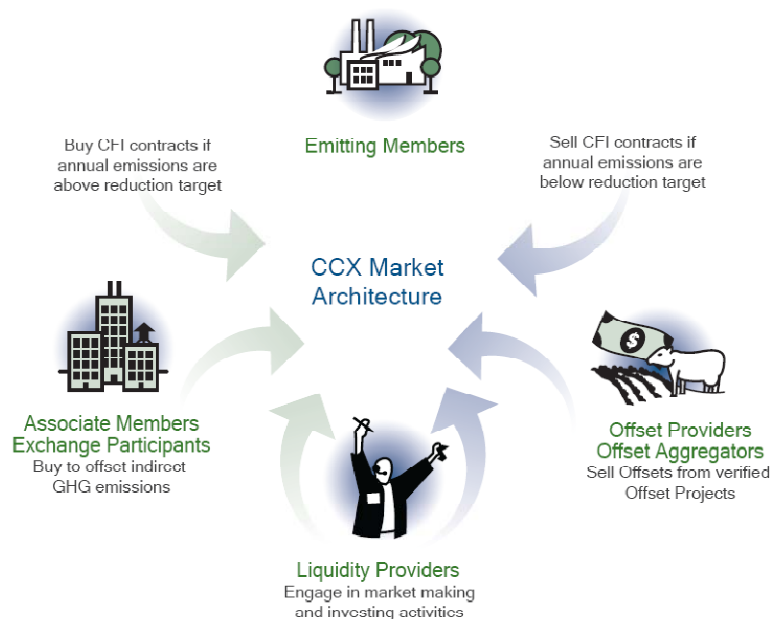 Emitting Members
Buy CFI contracts if
annual emissions are
above reduction target
Sell CFI contracts if
annual emissions are
below reduction target
CCX Market
Architecture
$
Associate Members
Exchange Participants
Buy to offset indirect
GHG emissions
Offset Providers
Offset Aggregators
Sell Offsets from verified
Offset Projects
Liquidity Providers
Engage in market making
and investing activities